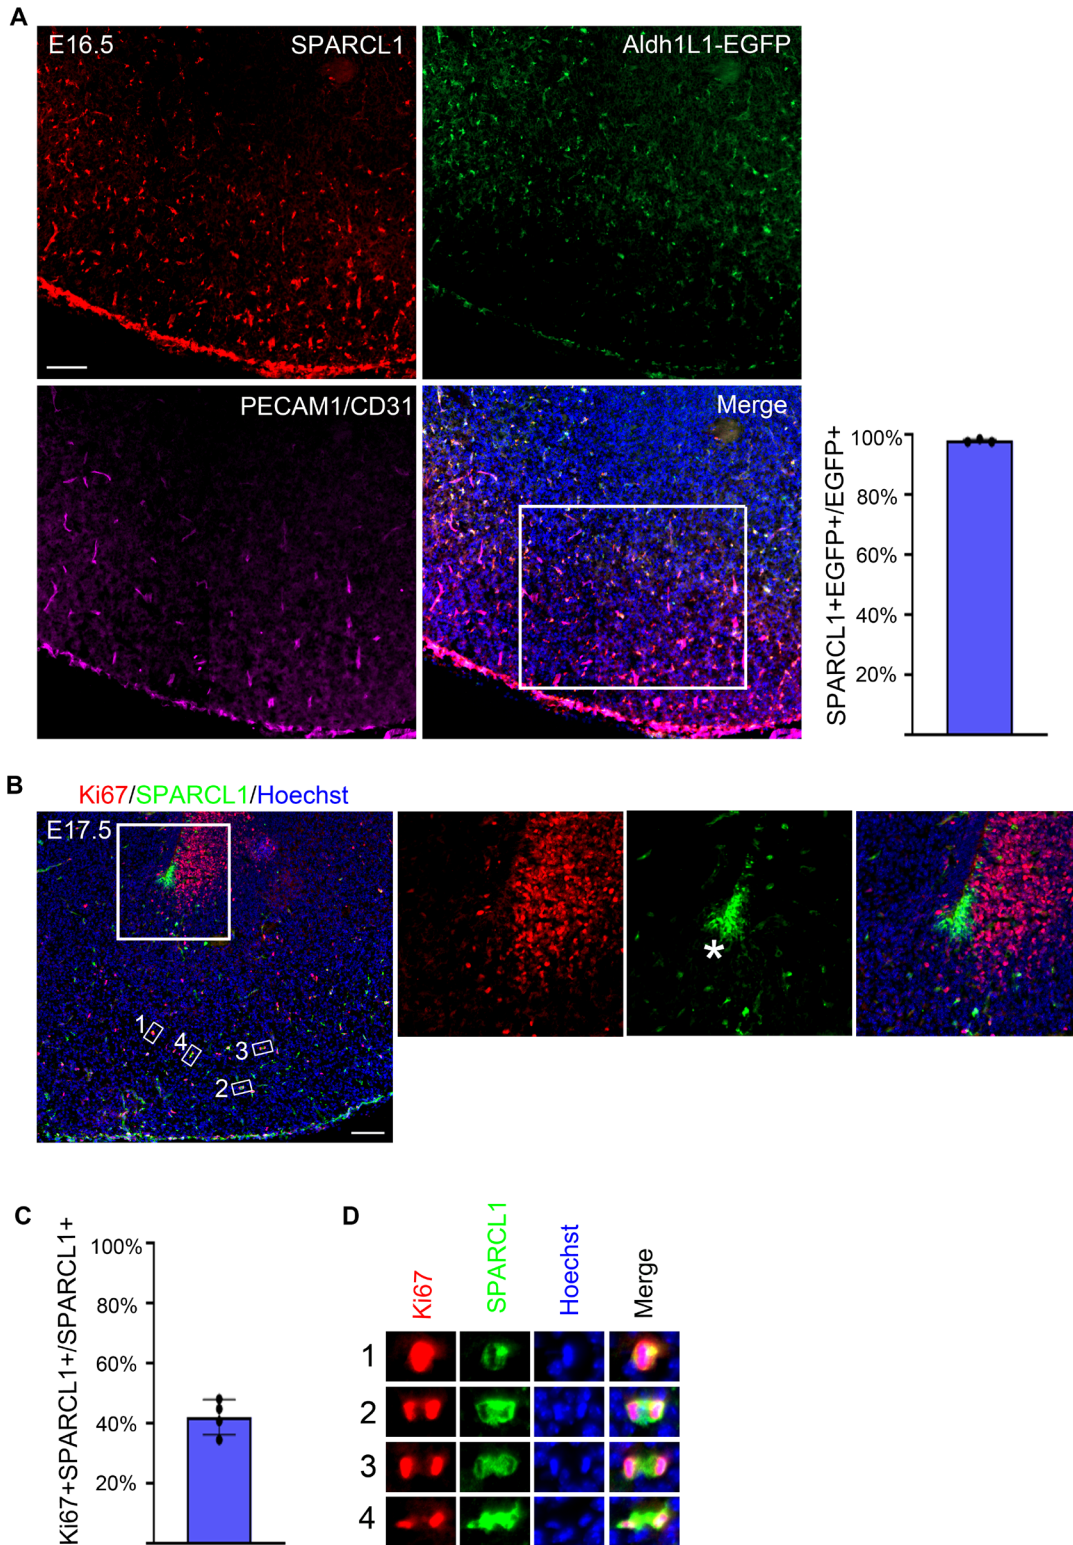 A
E16.5 SPARCL1
Aldh1L1-EGFP
PECAM1/CD31
Merge
SPARCL1+EGFP+/EGFP+
100%
80%
60%
40%
20%
B
Ki67/SPARCL1/Hoechst
E17.5
1
4
3
2
*
C
Ki67+SPARCL1+/SPARCL1+
100%
80%
60%
40%
20%
D
Ki67 SPARCL1 Hoechst Merge
1
2
3
4